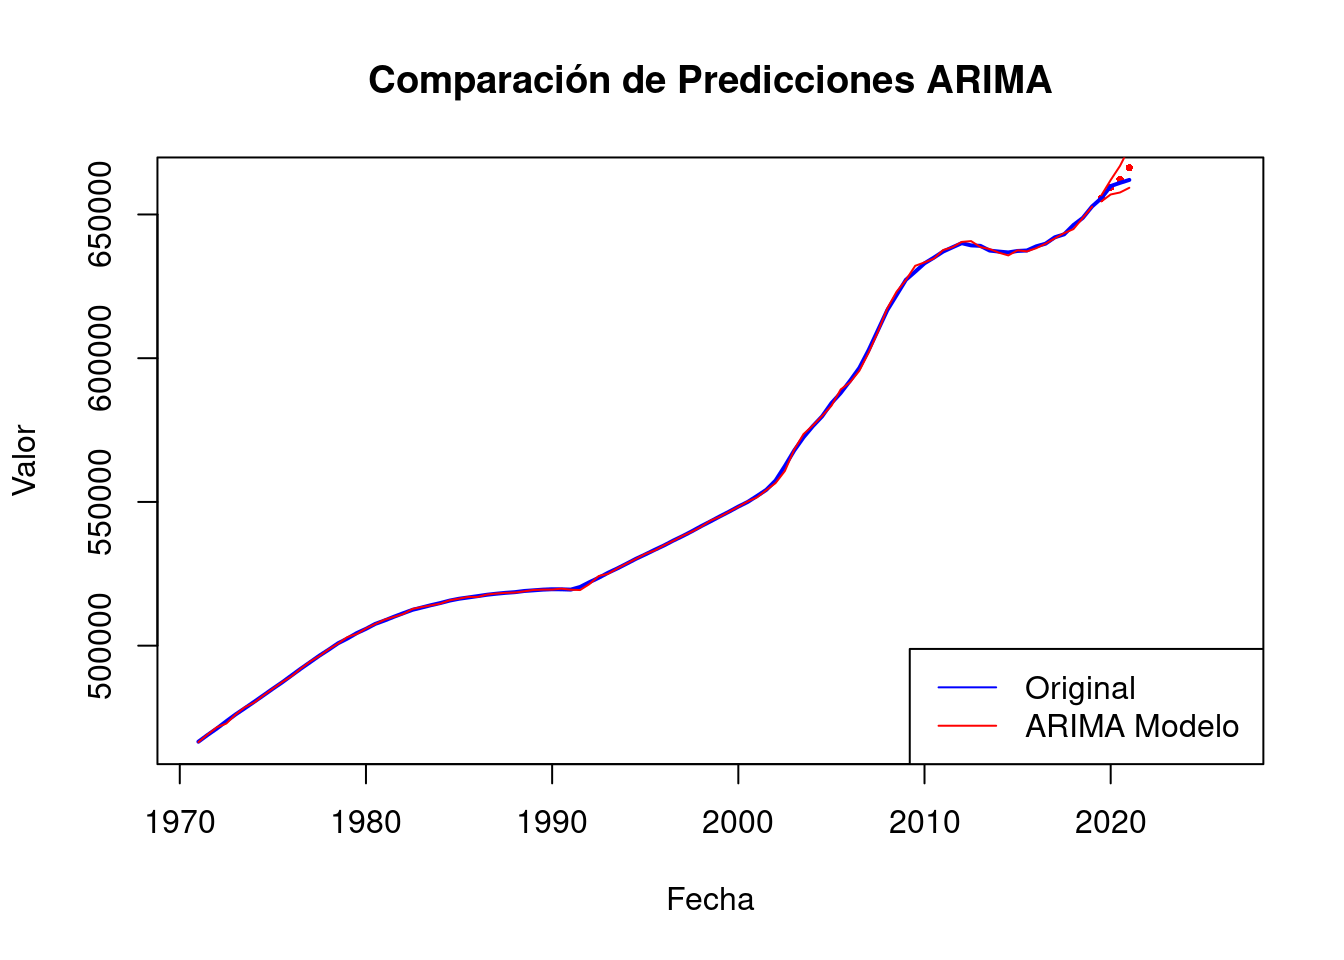 Comparación de Predicciones ARIMA
Valor
650000
600000
550000
500000
Original
ARIMA Modelo
1970 1980 1990 2000 2010 2020
Fecha